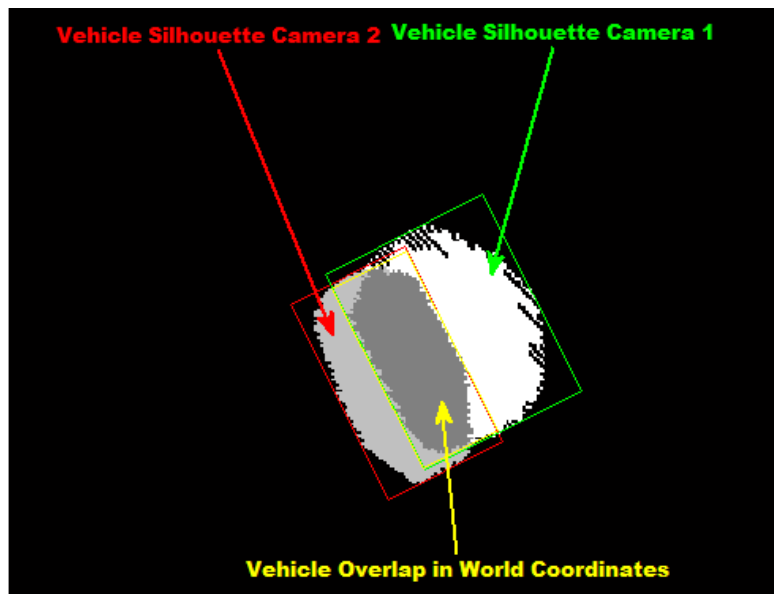 Vehicle Silhouette Camera 2
Vehicle Silhouette Camera 1
Vehicle Overlap in World Coordinates